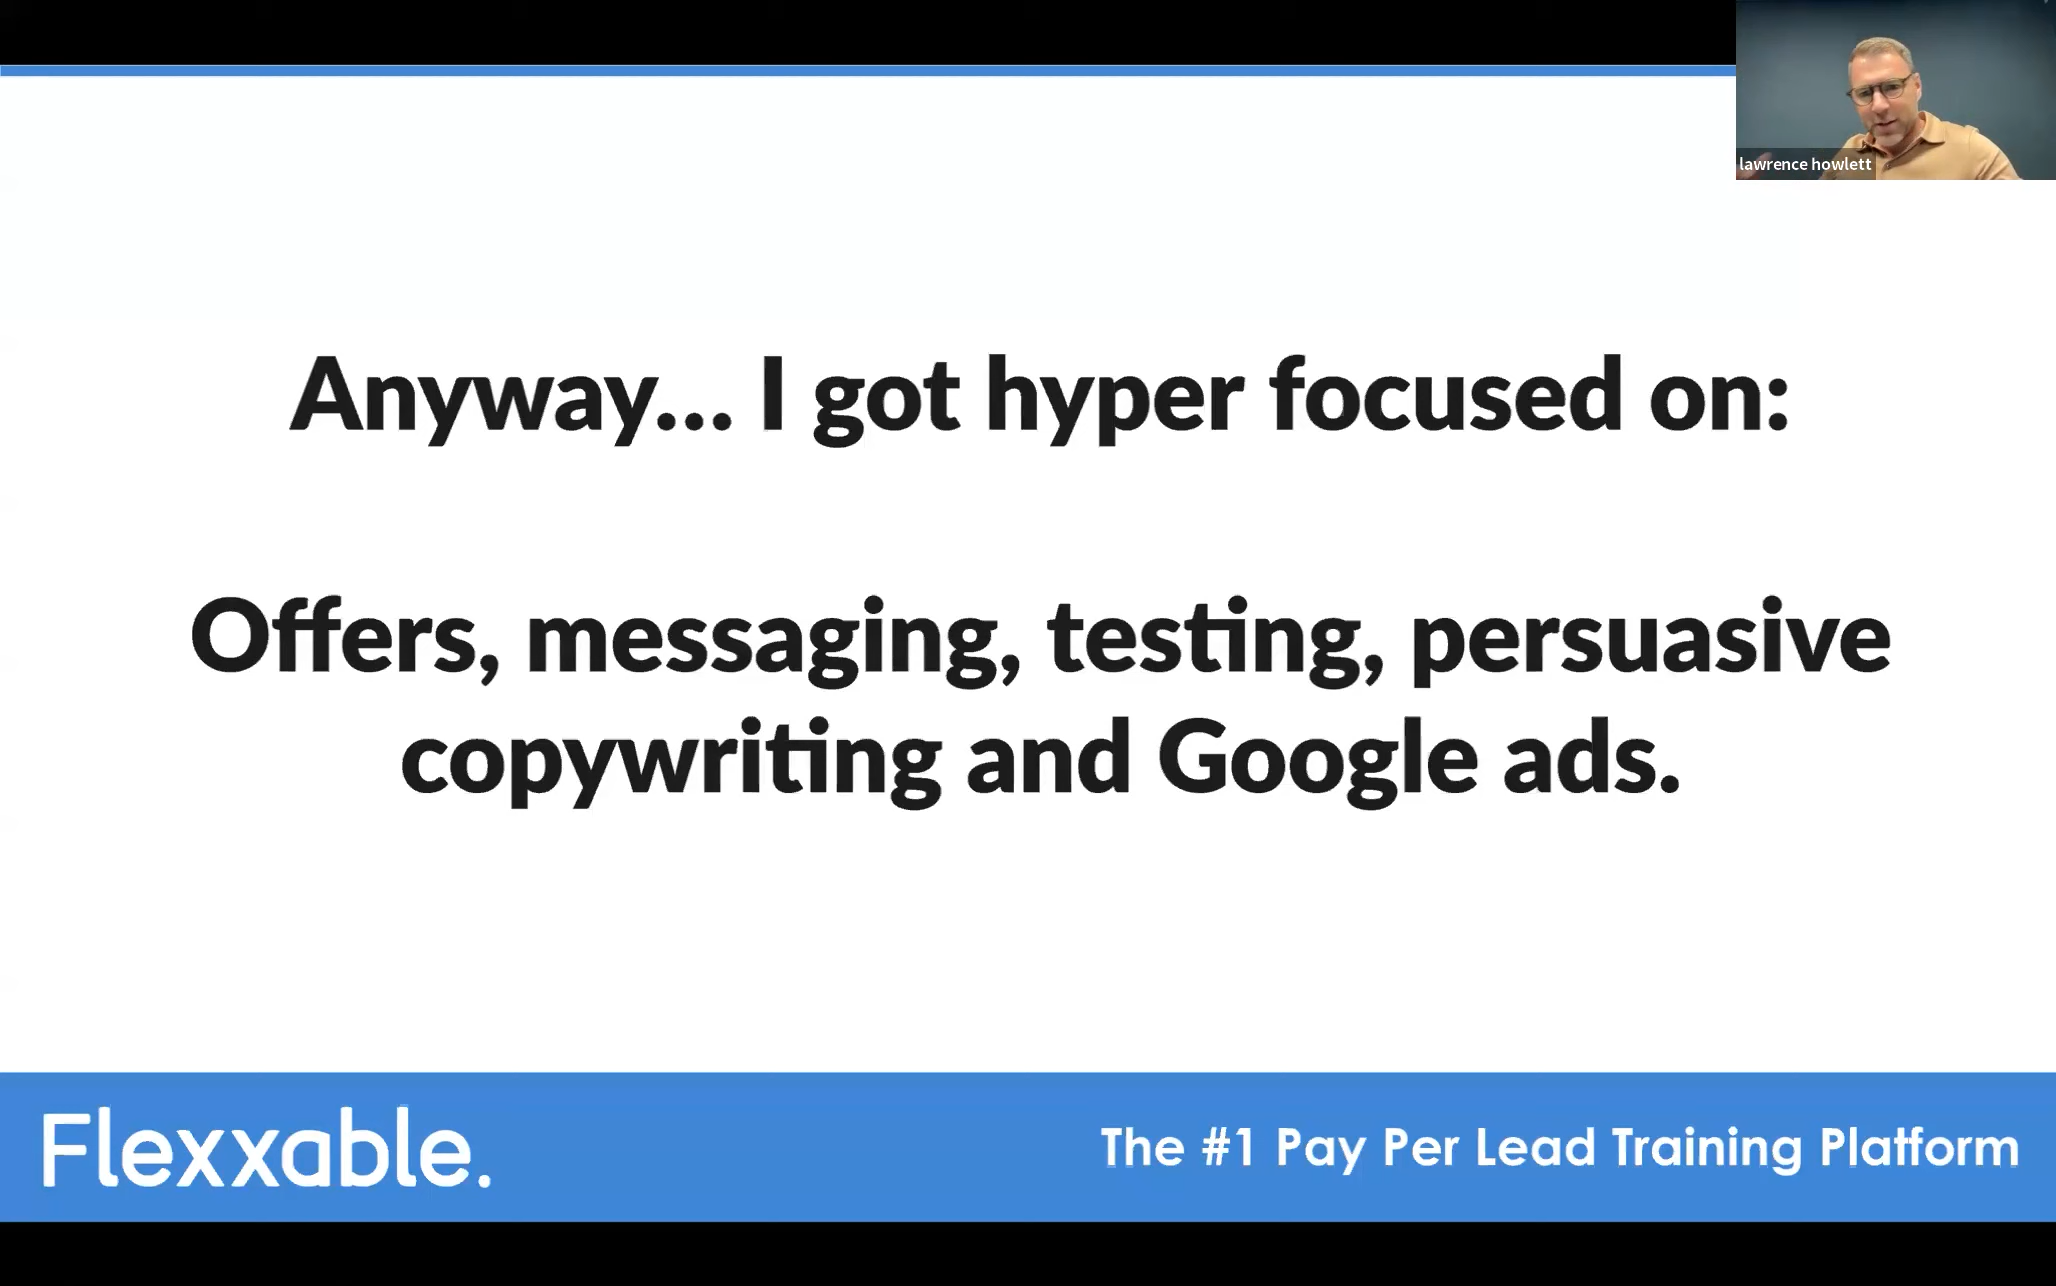 lawrence howlett
Anyway... I got hyper focused on:
Offers, messaging, testing, persuasive
copywriting and Google ads.
Flexxable.
The #1 Pay Per Lead Training Platform